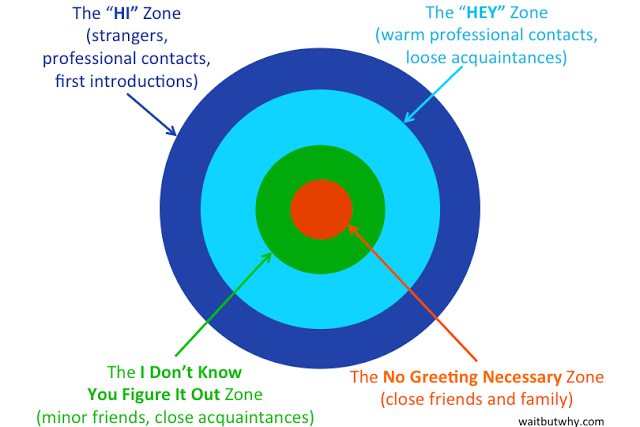 The “HI” Zone
(strangers,
professional contacts,
first introductions)
The “HEY” Zone
(warm professional contacts,
loose acquaintances)
The I Don’t Know
You Figure It Out Zone
(minor friends, close acquaintances)
The No Greeting Necessary Zone
(close friends and family)
waitbutwhy.com